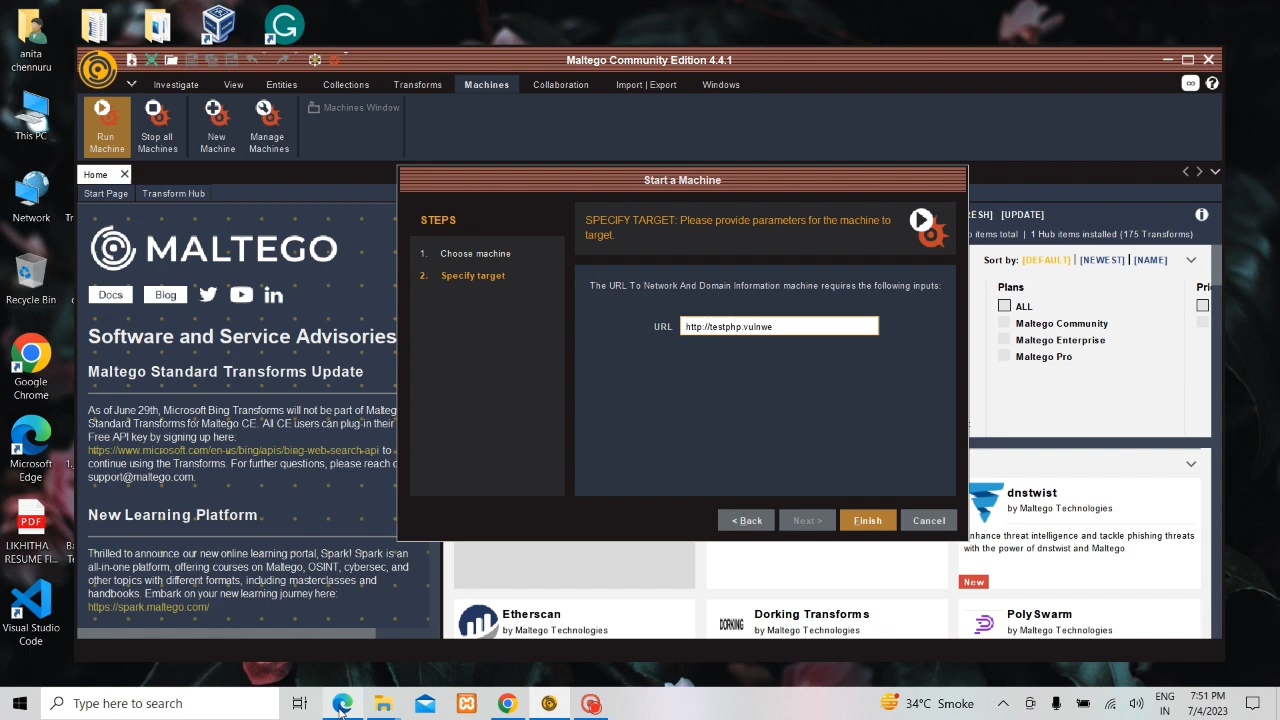 anita
chennuru
This PC
Network
Recycle Bin
Google
Chrome
Microsoft
Edge
PDF
LIKHITHA
RESUME FI...
Visual Studio
Code
Maltego Community Edition 4.4.1
Investigate View Entities Collections Transforms Machines Collaboration Import | Export Windows
Run
Machine
Stop all
Machines
New
Machine
Manage
Machines
Machines Window
Home
Start Page Transform Hub
MALTEGO
Docs Blog
Software and Service Advisories
Maltego Standard Transforms Update
As of June 29th, Microsoft Bing Transforms will not be part of Malteg
Standard Transforms for Maltego CE. All CE users can plug-in their
Free API key by signing up here:
https://www.microsoft.com/en-us/bing/apis/bing-web-search-api to
continue using the Transforms. For further questions, please reach
support@maltego.com.
New Learning Platform
Thrilled to announce our new online learning portal, Spark! Spark is an
all-in-one platform, offering courses on Maltego, OSINT, cybersec, and
other topics with different formats, including masterclasses and
handbooks. Embark on your new learning journey here:
https://spark.maltego.com/
Start a Machine
STEPS
1. Choose machine
2. Specify target
SPECIFY TARGET: Please provide parameters for the machine to
target.
The URL To Network And Domain Information machine requires the following inputs:
URL http://testphp.vulnwe
< Back Next > Finish Cancel
ESH] [UPDATE]
items total | 1 Hub items installed (175 Transforms)
Sort by: [DEFAULT] | [NEWEST] | [NAME]
Plans
ALL
Maltego Community
Maltego Enterprise
Maltego Pro
Pri
dnstwist
by Maltego Technologies
nhance threat intelligence and tackle phishing threats
with the power of dnstwist and Maltego
New
Etherscan
by Maltego Technologies
DORKING
Dorking Transforms
by Maltego Technologies
PolySwarm
by Maltego Technologies
Type here to search
34°C Smoke
ENG
IN
7:51 PM
7/4/2023